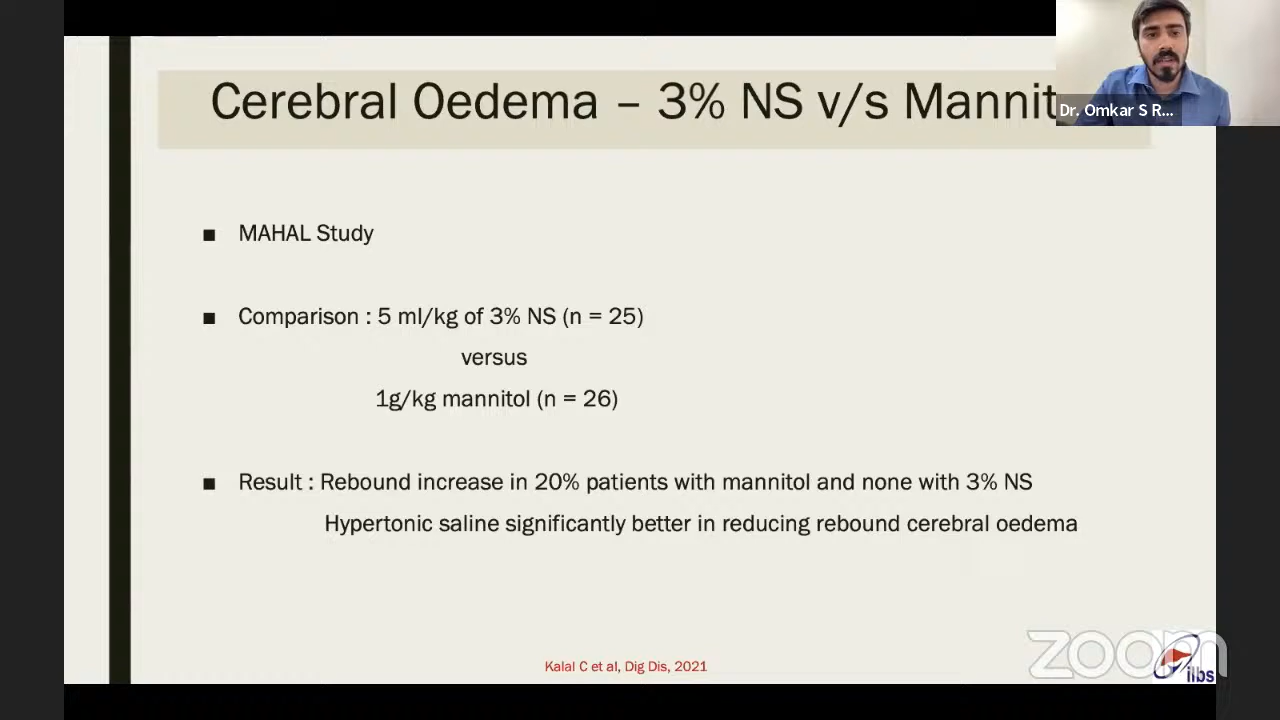 Cerebral Oedema – 3% NS v/s Mannit
Dr. Omkar S R...
■ MAHAL Study
■ Comparison : 5 ml/kg of 3% NS (n = 25)
versus
1g/kg mannitol (n = 26)
■ Result : Rebound increase in 20% patients with mannitol and none with 3% NS
Hypertonic saline significantly better in reducing rebound cerebral oedema
Kalal C et al, Dig Dis, 2021
zoom
ilbs